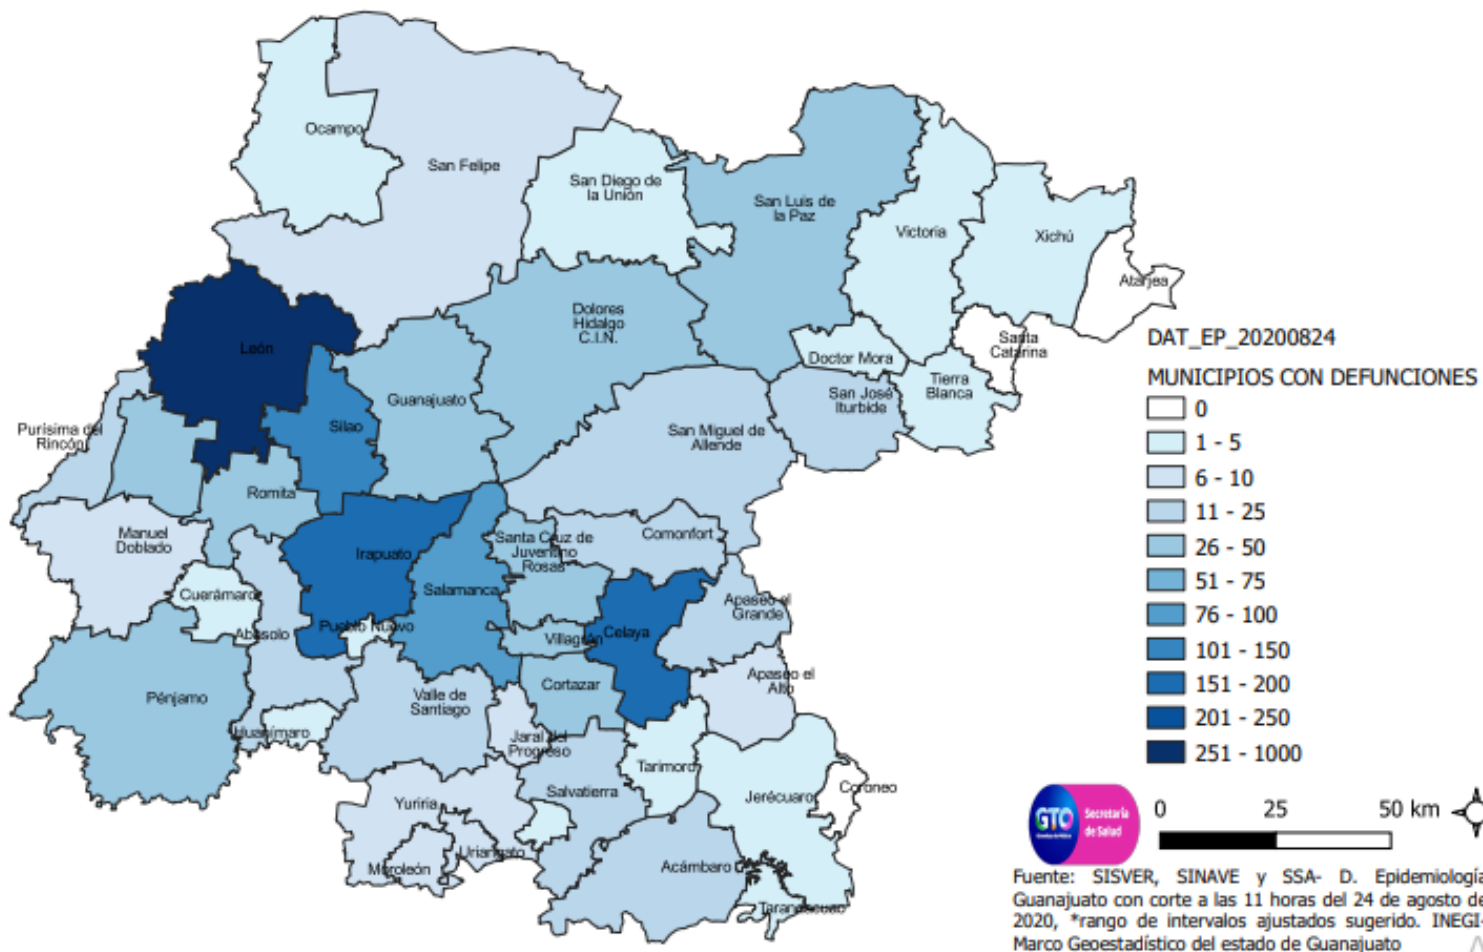 Ocampo
San Felipe
San Diego de
la Unión
San Luis de
la Paz
Victoria
Xichú
Atarjea
Santa
Catarina
Doctor Mora
Tierra
Blanca
San José
Iturbide
Dolores
Hidalgo
C.I.N.
León
Guanajuato
Silao
San Miguel de
Allende
Purísima del
Rincón
Romita
Manuel
Doblado
Irapuato
Santa Cruz de
Juventino
Rosas
Comonfort
Salamanca
Cuerámaro
Abasolo
Pueblo Nuevo
Villagrán
Celaya
Apaseo el
Grande
Apaseo el
Alto
Pénjamo
Valle de
Santiago
Cortazar
Huanímaro
Jaral del
Progreso
Tarimoro
Salvatierra
Jerécuaro
Coroneo
Yuriria
Uriangato
Moroleón
Acámbaro
Tarandacuao
DAT_EP_20200824
MUNICIPIOS CON DEFUNCIONES
0
1 - 5
6 - 10
11 - 25
26 - 50
51 - 75
76 - 100
101 - 150
151 - 200
201 - 250
251 - 1000
GTO
Secretaría
de Salud
0 25 50 km
Fuente: SISVER, SINAVE y SSA- D. Epidemiología
Guanajuato con corte a las 11 horas del 24 de agosto de
2020, *rango de intervalos ajustados sugerido. INEGI-
Marco Geoestadístico del estado de Guanajuato